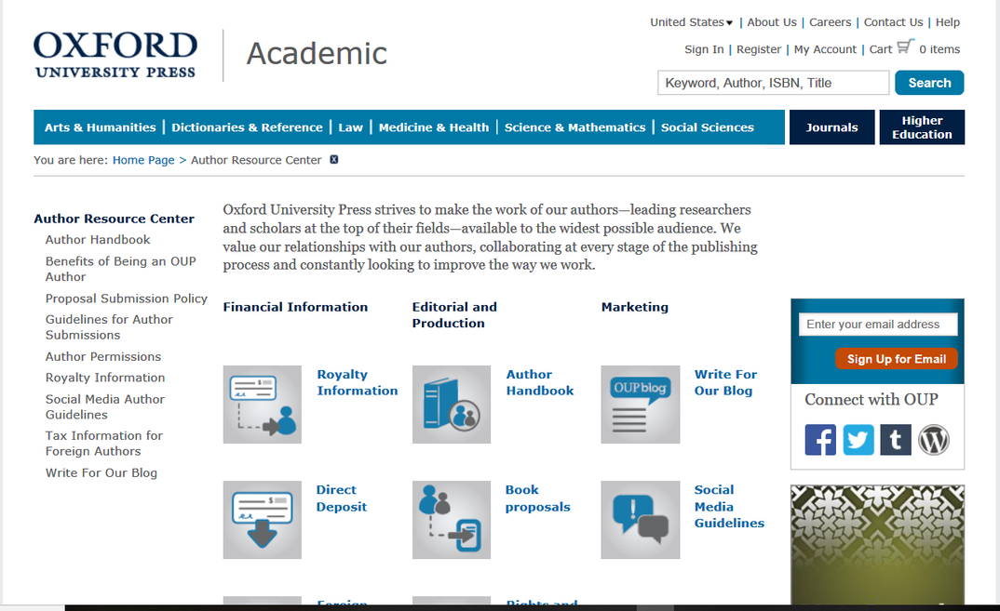 United States | About Us | Careers | Contact Us | Help
Sign In | Register | My Account | Cart 0 items
OXFORD
UNIVERSITY PRESS
Academic
Keyword, Author, ISBN, Title
Search
Arts & Humanities | Dictionaries & Reference | Law | Medicine & Health | Science & Mathematics | Social Sciences
Journals
Higher
Education
You are here: Home Page > Author Resource Center
Author Resource Center
Author Handbook
Benefits of Being an OUP
Author
Proposal Submission Policy
Guidelines for Author
Submissions
Author Permissions
Royalty Information
Social Media Author
Guidelines
Tax Information for
Foreign Authors
Write For Our Blog
Oxford University Press strives to make the work of our authors—leading researchers
and scholars at the top of their fields—available to the widest possible audience. We
value our relationships with our authors, collaborating at every stage of the publishing
process and constantly looking to improve the way we work.
Financial Information
Royalty
Information
Direct
Deposit
Foreign
Editorial and
Production
Author
Handbook
Book
proposals
Rights and
Marketing
OUPblog
Write For
Our Blog
Social
Media
Guidelines
Enter your email address
Sign Up for Email
Connect with OUP